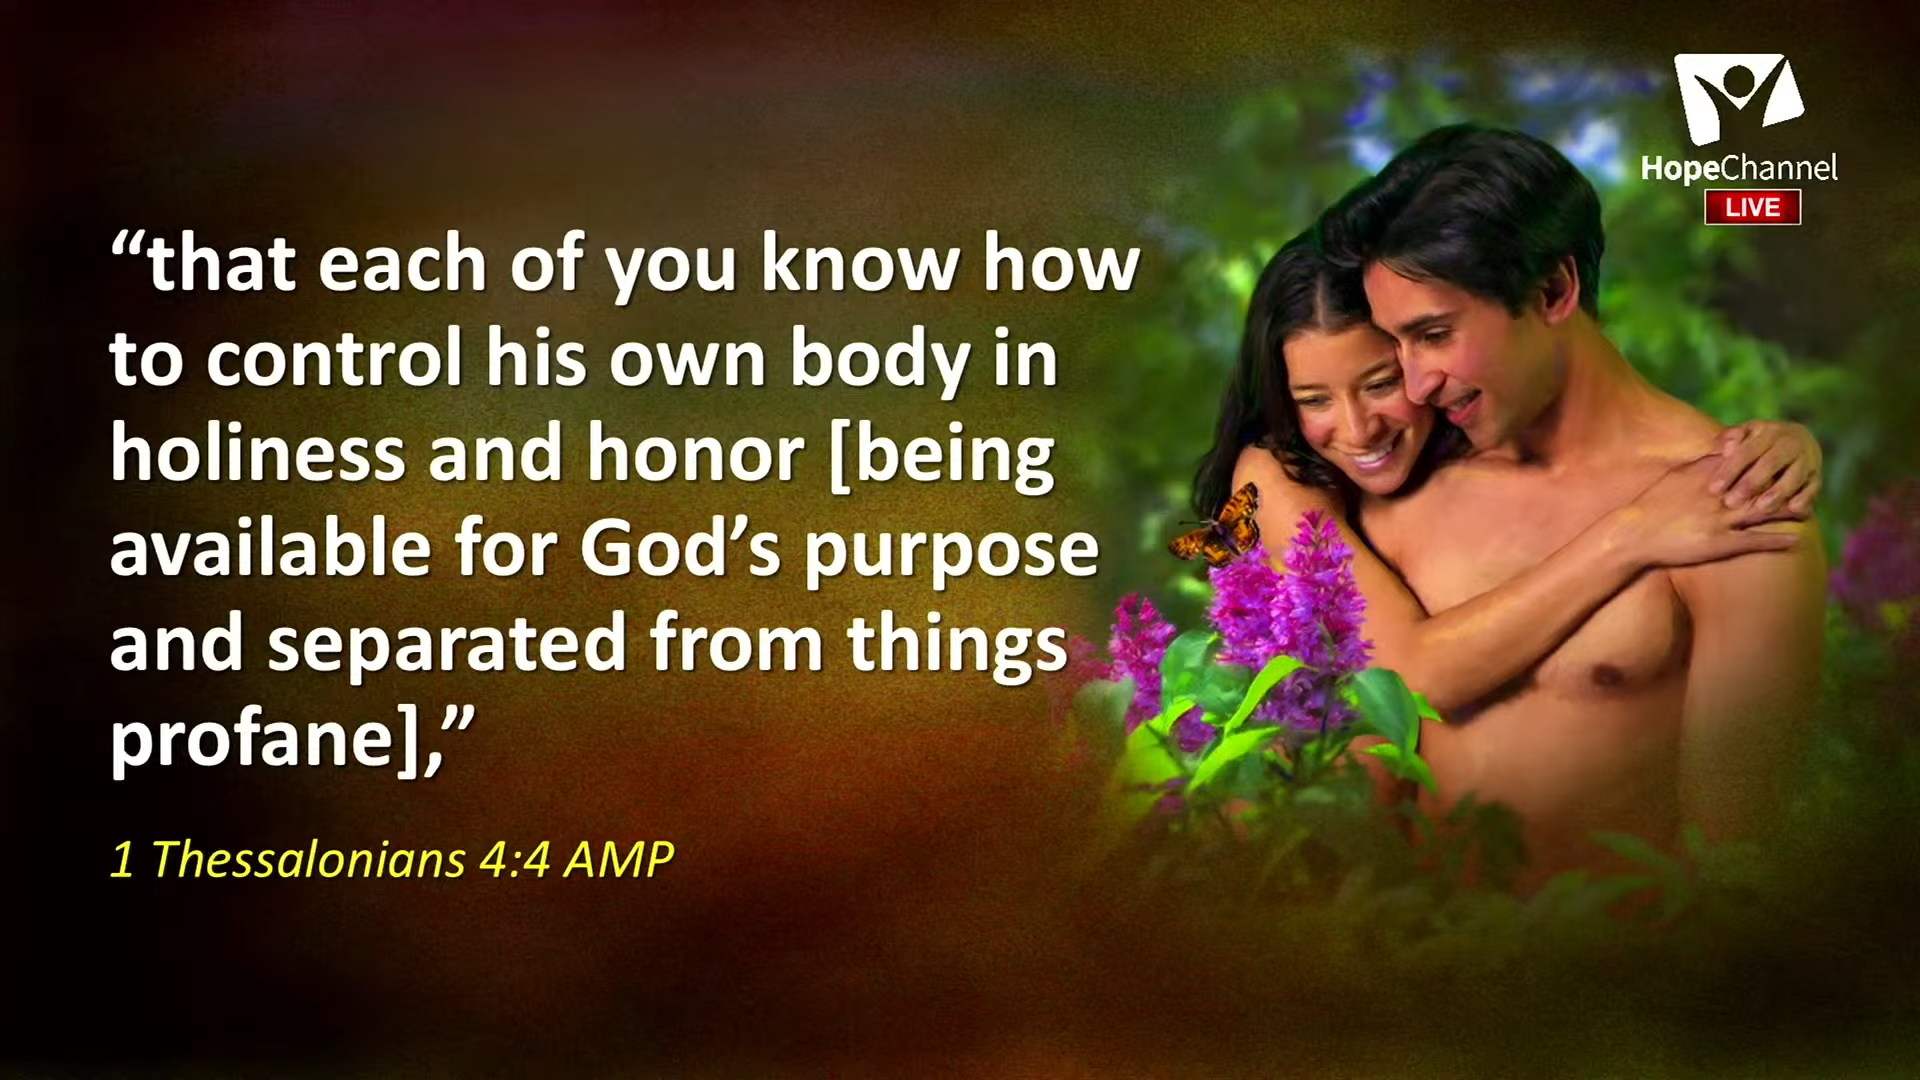 HopeChannel
LIVE
“that each of you know how
to control his own body in
holiness and honor [being
available for God’s purpose
and separated from things
profane],”
1 Thessalonians 4:4 AMP